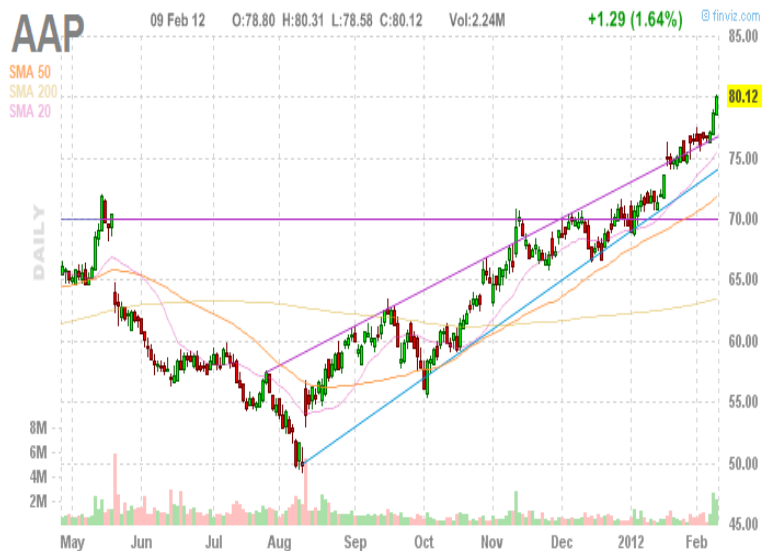 © finviz.com
AAP 09 Feb 12 O:78.80 H:80.31 L:78.58 C:80.12 Vol:2.24M +1.29 (1.64%)
85.00
SMA 50
SMA 200
SMA 20
80.12
75.00
70.00
DAILY
65.00
60.00
55.00
8M
6M
50.00
4M
2M
45.00
May Jun Jul Aug Sep Oct Nov Dec 2012 Feb